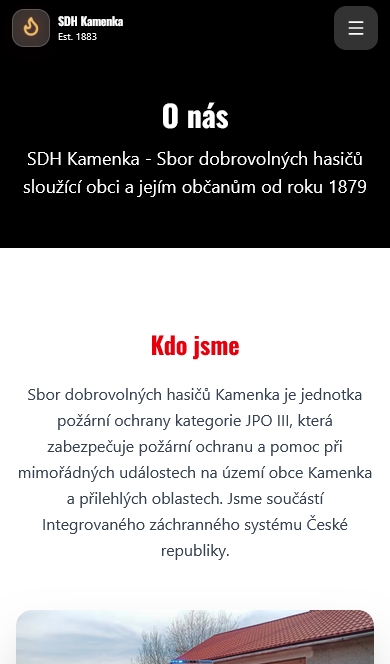 SDH Kamenka
Est. 1883
O nás
SDH Kamenka - Sbor dobrovolných hasičů
sloužící obci a jejím občanům od roku 1879
Kdo jsme
Sbor dobrovolných hasičů Kamenka je jednotka
požární ochrany kategorie JPO III, která
zabezpečuje požární ochranu a pomoc při
mimořádných událostech na území obce Kamenka
a přilehlých oblastech. Jsme součástí
Integrovaného záchranného systému České
republiky.